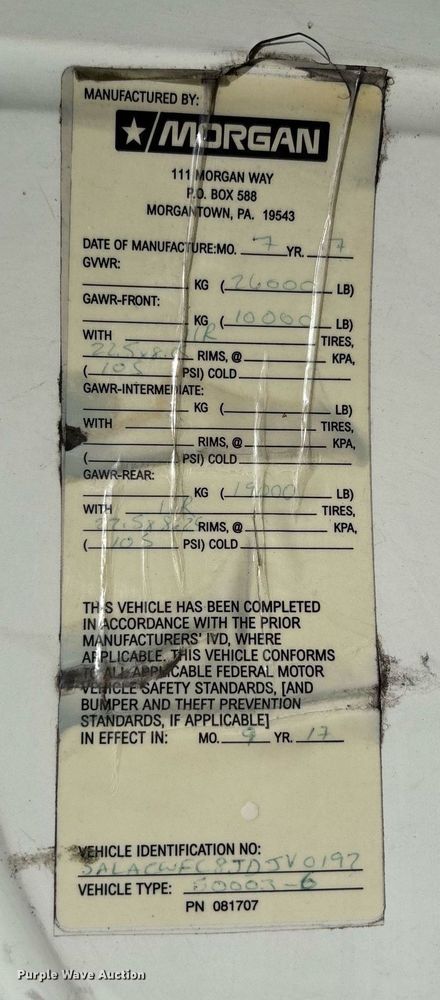 MANUFACTURED BY:
MORGAN
111 MORGAN WAY
P.O. BOX 588
MORGANTOWN, PA. 19543
DATE OF MANUFACTURE:MO. 7 YR. 7
GVWR:
KG ( 26000 LB)
GAWR-FRONT:
KG ( 10000 LB)
WITH TIRES,
RIMS, @ KPA,
( 105 PSI) COLD
GAWR-INTERMEDIATE:
KG ( LB)
WITH TIRES,
RIMS, @ KPA,
( PSI) COLD
GAWR-REAR:
KG ( 19000 LB)
WITH TIRES,
RIMS, @ KPA,
( 105 PSI) COLD
THIS VEHICLE HAS BEEN COMPLETED
IN ACCORDANCE WITH THE PRIOR
MANUFACTURERS' IVD, WHERE
APPLICABLE. THIS VEHICLE CONFORMS
TO ALL APPLICABLE FEDERAL MOTOR
VEHICLE SAFETY STANDARDS, [AND
BUMPER AND THEFT PREVENTION
STANDARDS, IF APPLICABLE]
IN EFFECT IN: MO. 9 YR. 17
VEHICLE IDENTIFICATION NO:
VEHICLE TYPE:
PN 081707
Purple Wave Auction